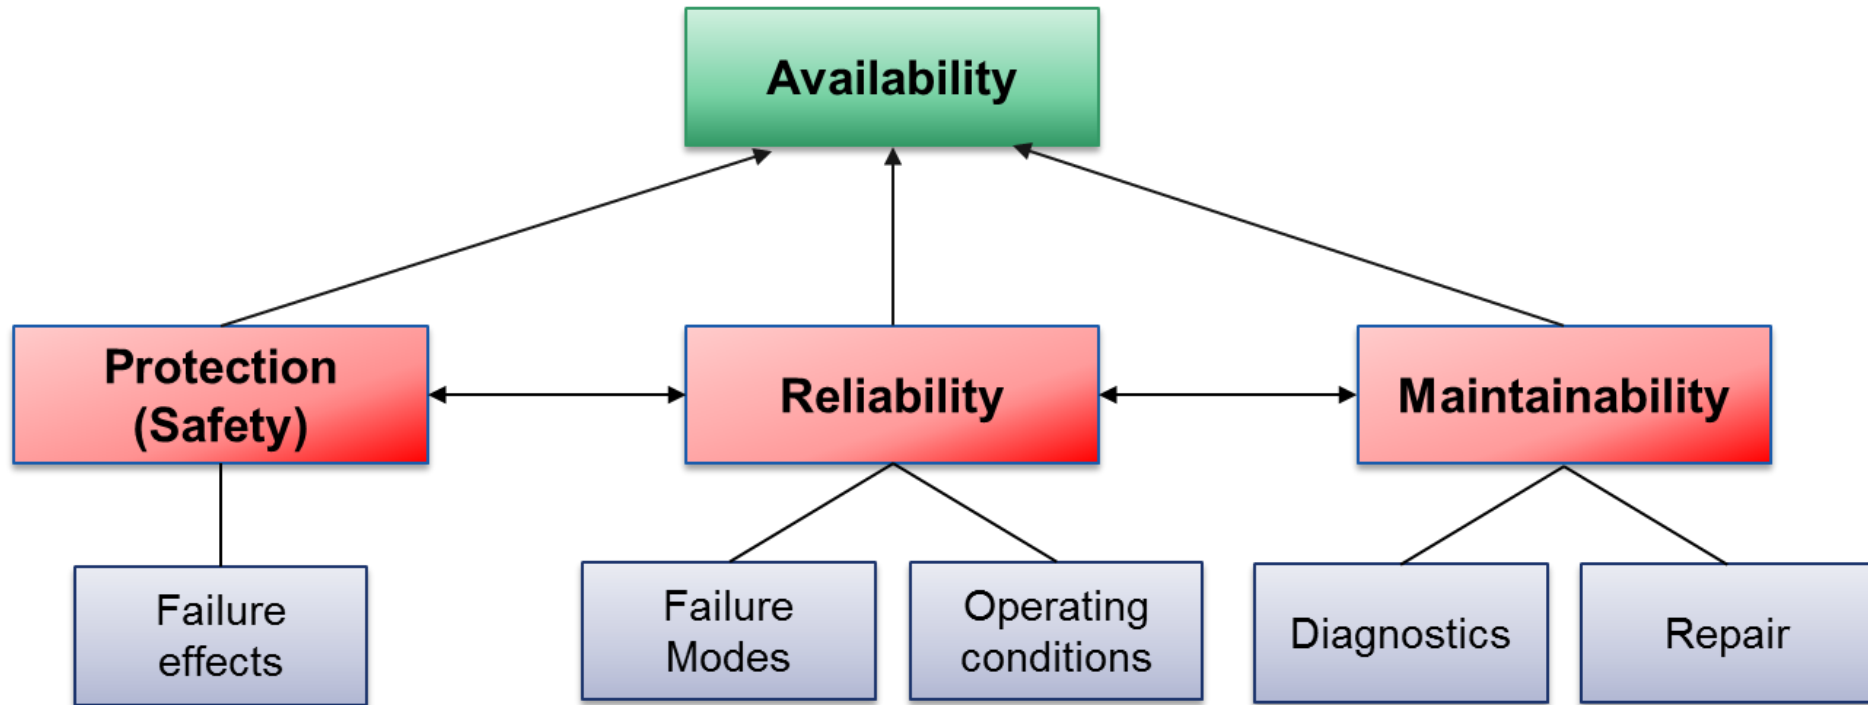 Availability
Protection
(Safety)
Reliability
Maintainability
Failure
effects
Failure
Modes
Operating
conditions
Diagnostics
Repair